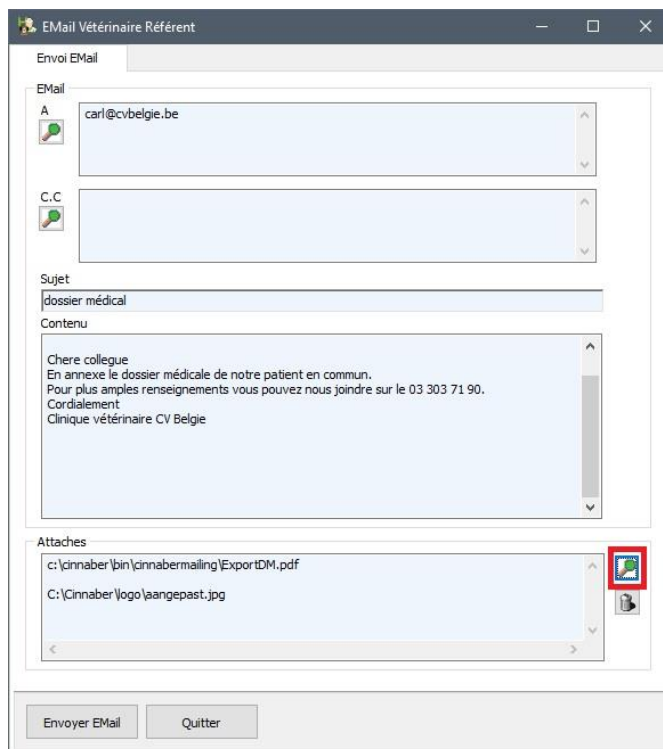 EMail Vétérinaire Référent
Envoi EMail
EMail
A
carl@cvbelgie.be
C.C
Sujet
dossier médical
Contenu
Chere collegue
En annexe le dossier médicale de notre patient en commun.
Pour plus amples renseignements vous pouvez nous joindre sur le 03 303 71 90.
Cordialement
Clinique vétérinaire CV Belgie
Attaches
c:\cinnaber\bin\cinnabermailing\ExportDM.pdf
C:\Cinnaber\logo\aangepast.jpg
Envoyer EMail
Quitter